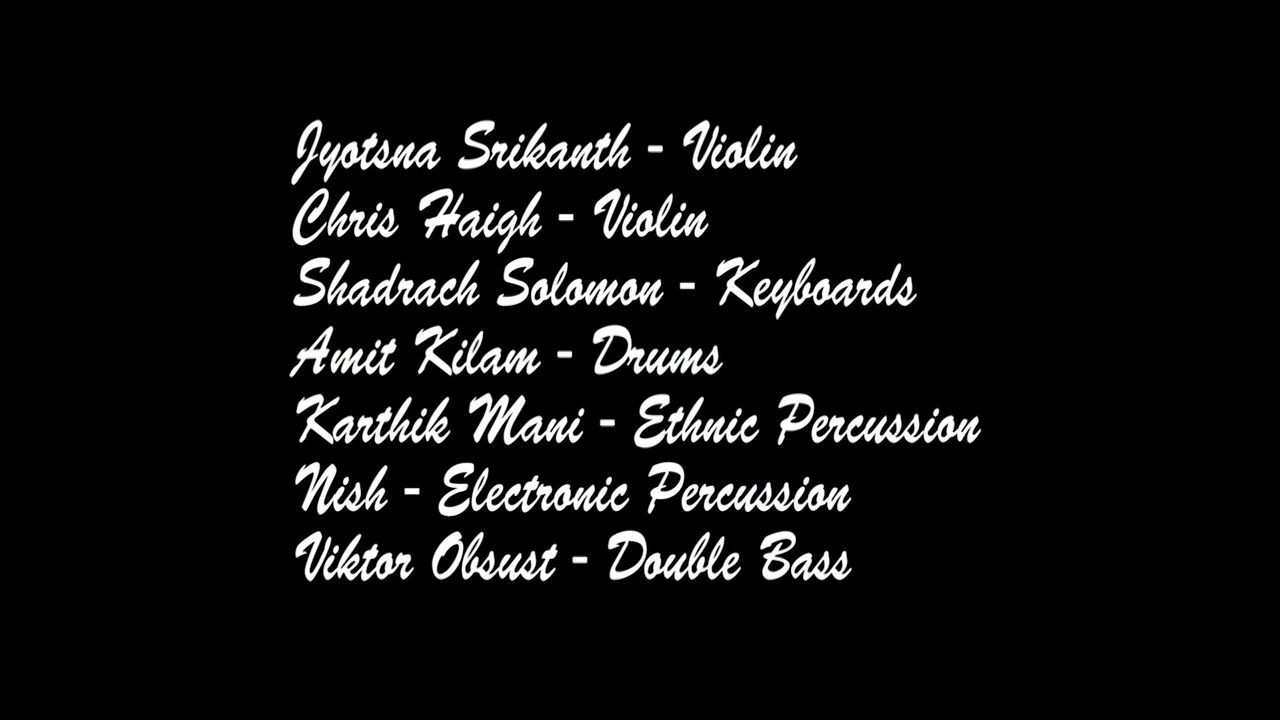 Jyotsna Srikanth - Violin
Chris Haigh - Violin
Shadrach Solomon - Keyboards
Amit Kilam - Drums
Karthik Mani - Ethnic Percussion
Nish - Electronic Percussion
Viktor Obsust - Double Bass